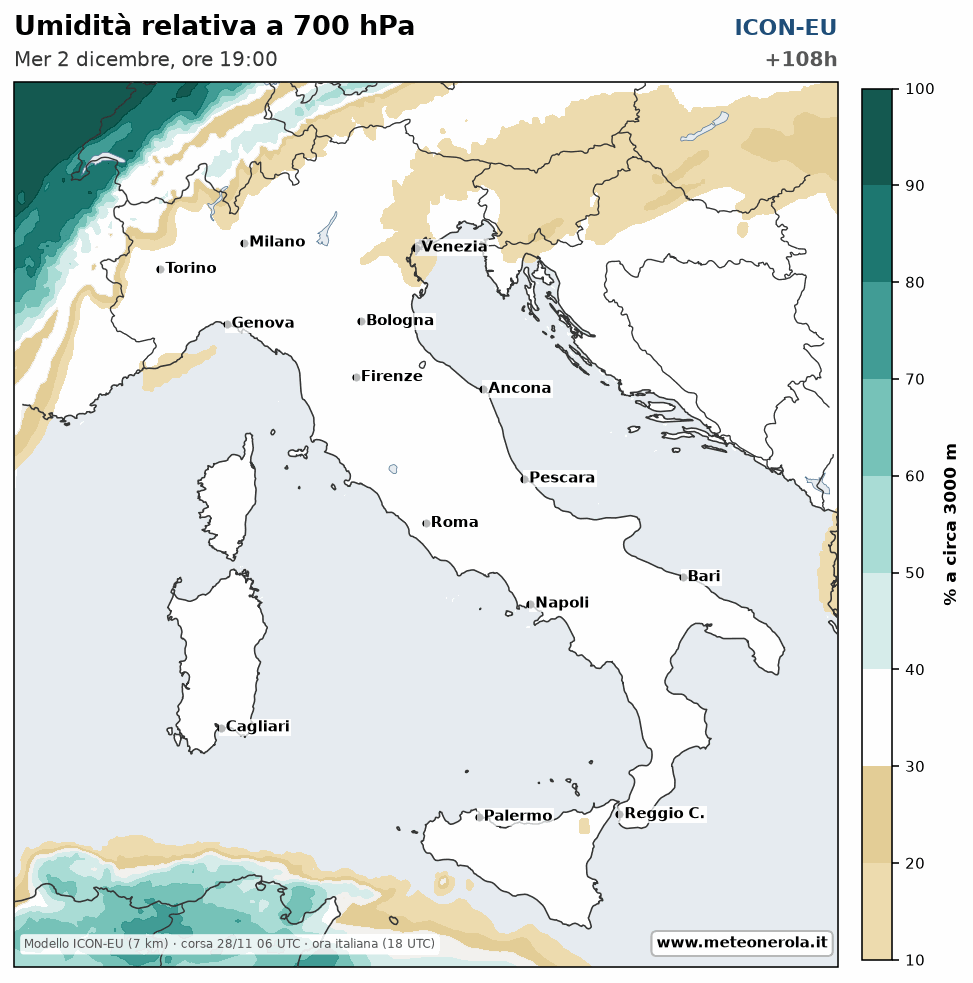 Umidità relativa a 700 hPa
ICON-EU
Mer 2 dicembre, ore 19:00
+108h
100
90
80
70
60
50
40
30
20
10
% a circa 3000 m
Milano
Venezia
Torino
Genova
Bologna
Firenze
Ancona
Pescara
Roma
Bari
Napoli
Cagliari
Palermo
Reggio C.
Modello ICON-EU (7 km) · corsa 28/11 06 UTC · ora italiana (18 UTC)
www.meteonerola.it